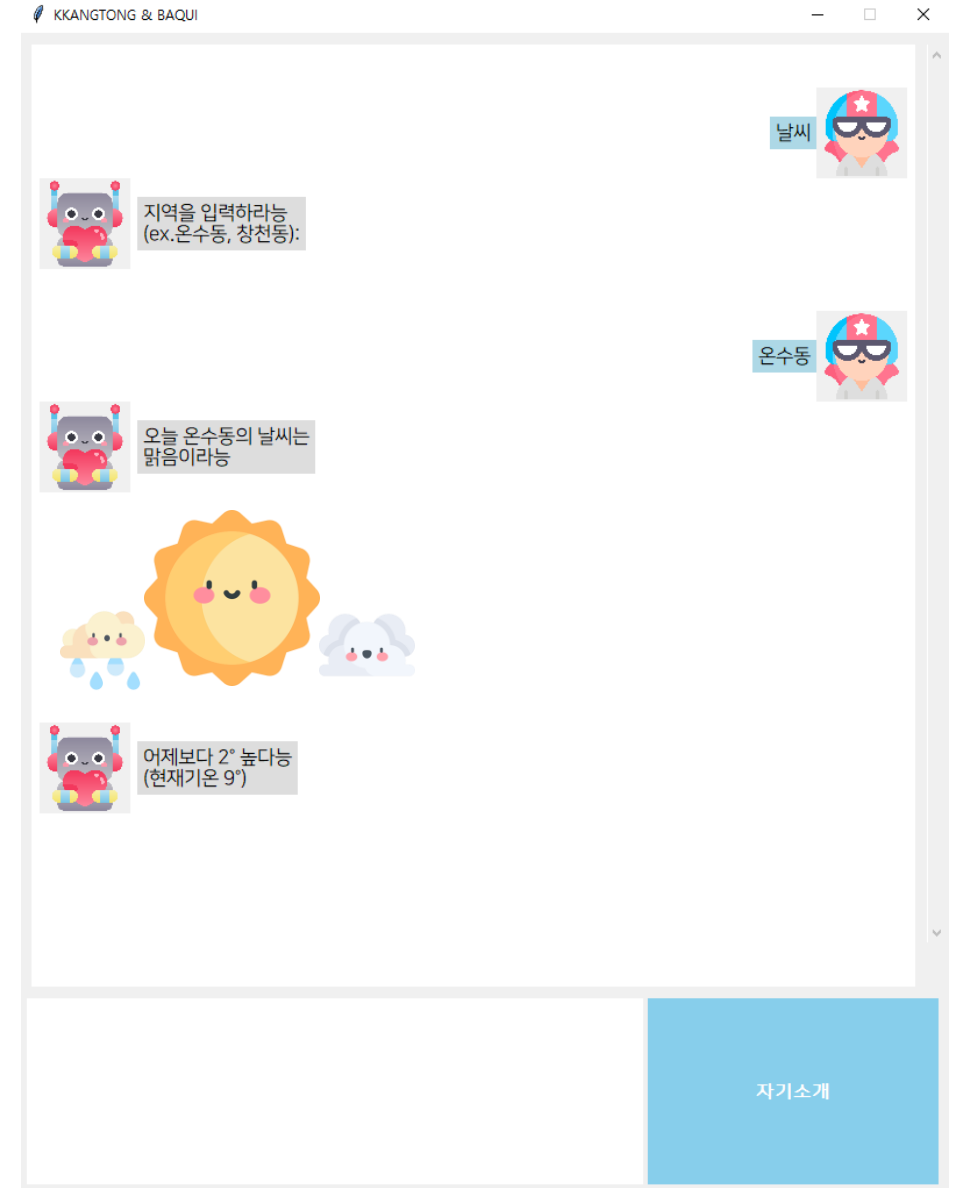 KKANGTONG & BAQUI
날씨
지역을 입력하라능
(ex.온수동, 창천동):
온수동
오늘 온수동의 날씨는
맑음이라능
어제보다 2° 높다능
(현재기온 9°)
자기소개